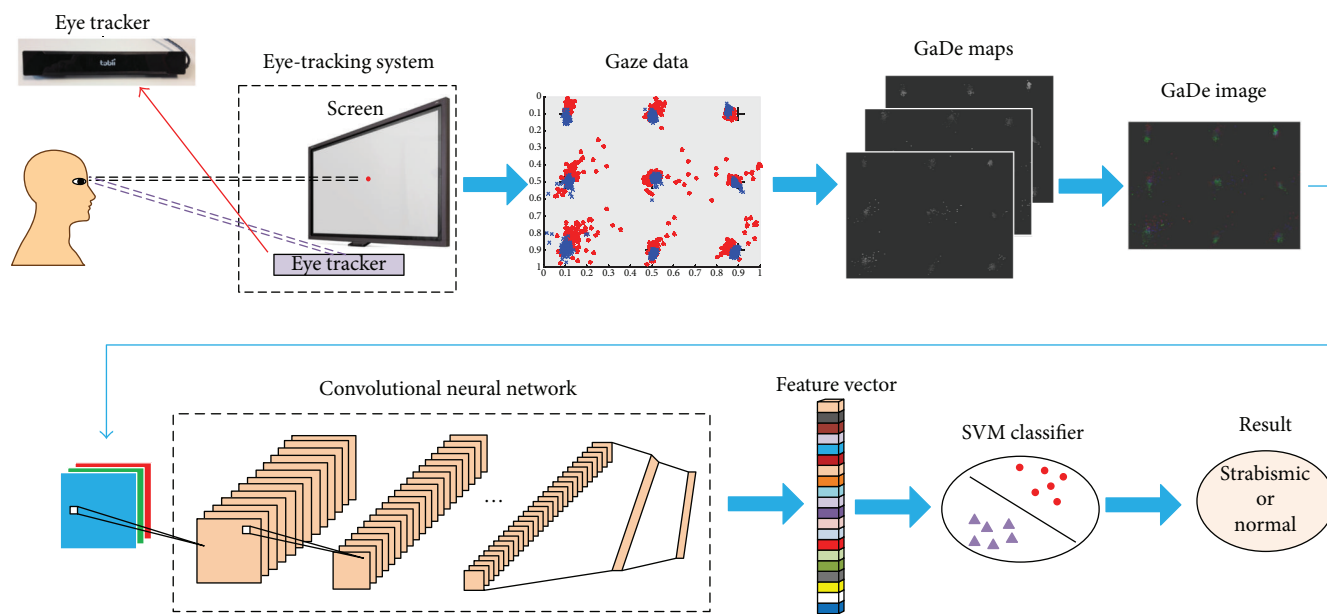 Eye tracker
tobii
Eye-tracking system
Screen
Eye tracker
Gaze data
0
0.1
0.2
0.3
0.4
0.5
0.6
0.7
0.8
0.9
1
0 0.1 0.2 0.3 0.4 0.5 0.6 0.7 0.8 0.9 1
GaDe maps
GaDe image
Convolutional neural network
...
Feature vector
SVM classifier
Result
Strabismic
or
normal